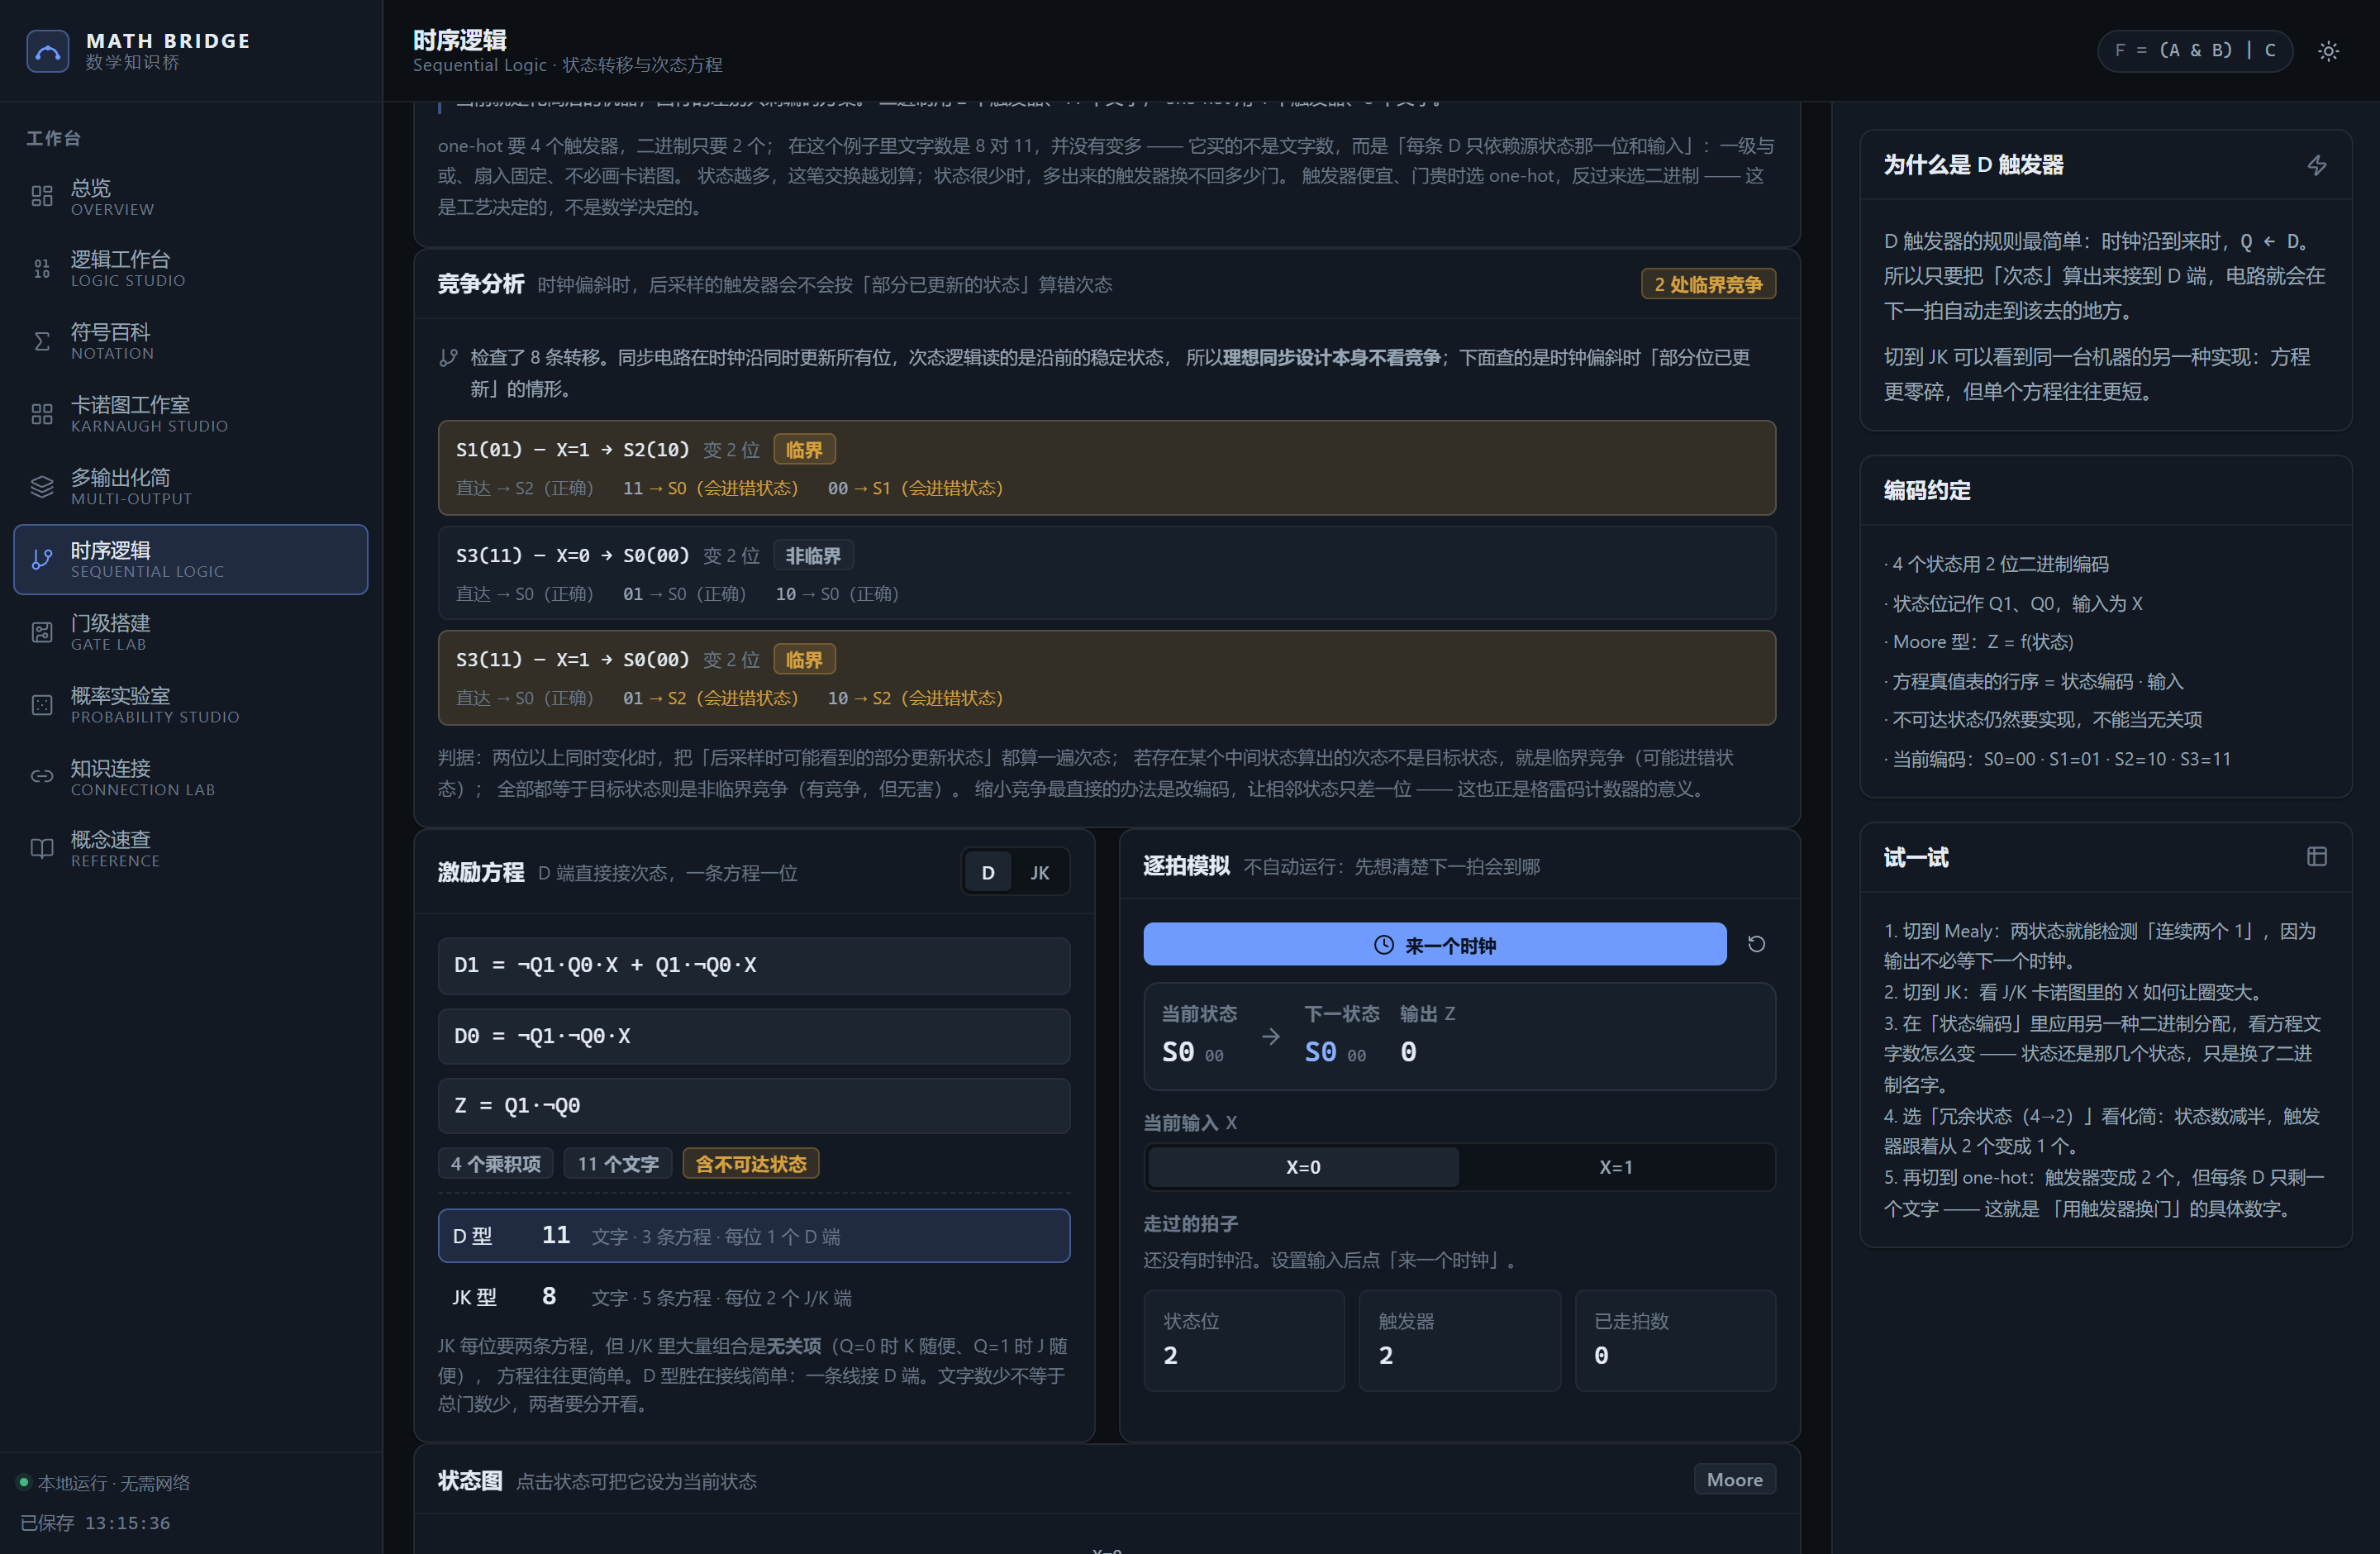 MATH BRIDGE
数学知识桥
工作台
总览
OVERVIEW
逻辑工作台
LOGIC STUDIO
符号百科
NOTATION
卡诺图工作室
KARNAUGH STUDIO
多输出化简
MULTI-OUTPUT
时序逻辑
SEQUENTIAL LOGIC
门级搭建
GATE LAB
概率实验室
PROBABILITY STUDIO
知识连接
CONNECTION LAB
概念速查
REFERENCE
本地运行 · 无需网络
已保存 13:15:36
时序逻辑
Sequential Logic · 状态转移与次态方程
F = (A & B) | C
one-hot 要 4 个触发器，二进制只要 2 个； 在这个例子里文字数是 8 对 11，并没有变多 —— 它买的不是文字数，而是「每条 D 只依赖源状态那一位和输入」：一级与
或、扇入固定、不必画卡诺图。 状态越多，这笔交换越划算；状态很少时，多出来的触发器换不回多少门。 触发器便宜、门贵时选 one-hot，反过来选二进制 —— 这
是工艺决定的，不是数学决定的。
竞争分析 时钟偏斜时，后采样的触发器会不会按「部分已更新的状态」算错次态
2 处临界竞争
检查了 8 条转移。同步电路在时钟沿同时更新所有位，次态逻辑读的是沿前的稳定状态， 所以理想同步设计本身不看竞争；下面查的是时钟偏斜时「部分位已更
新」的情形。
S1(01) — X=1 → S2(10) 变 2 位 临界
直达 → S2（正确） 11 → S0（会进错状态） 00 → S1（会进错状态）
S3(11) — X=0 → S0(00) 变 2 位 非临界
直达 → S0（正确） 01 → S0（正确） 10 → S0（正确）
S3(11) — X=1 → S0(00) 变 2 位 临界
直达 → S0（正确） 01 → S2（会进错状态） 10 → S2（会进错状态）
判据：两位以上同时变化时，把「后采样时可能看到的部分更新状态」都算一遍次态； 若存在某个中间状态算出的次态不是目标状态，就是临界竞争（可能进错状
态）； 全部都等于目标状态则是非临界竞争（有竞争，但无害）。 缩小竞争最直接的办法是改编码，让相邻状态只差一位 —— 这也正是格雷码计数器的意义。
激励方程 D 端直接接次态，一条方程一位
D JK
D1 = ¬Q1·Q0·X + Q1·¬Q0·X
D0 = ¬Q1·¬Q0·X
Z = Q1·¬Q0
4 个乘积项 11 个文字 含不可达状态
D 型 11 文字 · 3 条方程 · 每位 1 个 D 端
JK 型 8 文字 · 5 条方程 · 每位 2 个 J/K 端
JK 每位要两条方程，但 J/K 里大量组合是无关项（Q=0 时 K 随便、Q=1 时 J 随
便）， 方程往往更简单。D 型胜在接线简单：一条线接 D 端。文字数少不等于
总门数少，两者要分开看。
逐拍模拟 不自动运行：先想清楚下一拍会到哪
来一个时钟
当前状态 下一状态 输出 Z
S0 00 → S0 00 0
当前输入 X
X=0 X=1
走过的拍子
还没有时钟沿。设置输入后点「来一个时钟」。
状态位 触发器 已走拍数
2 2 0
状态图 点击状态可把它设为当前状态
Moore
为什么是 D 触发器
D 触发器的规则最简单：时钟沿到来时，Q ← D。
所以只要把「次态」算出来接到 D 端，电路就会在
下一拍自动走到该去的地方。
切到 JK 可以看到同一台机器的另一种实现：方程
更零碎，但单个方程往往更短。
编码约定
· 4 个状态用 2 位二进制编码
· 状态位记作 Q1、Q0，输入为 X
· Moore 型：Z = f(状态)
· 方程真值表的行序 = 状态编码 · 输入
· 不可达状态仍然要实现，不能当无关项
· 当前编码：S0=00 · S1=01 · S2=10 · S3=11
试一试
1. 切到 Mealy：两状态就能检测「连续两个 1」，因为
输出不必等下一个时钟。
2. 切到 JK：看 J/K 卡诺图里的 X 如何让圈变大。
3. 在「状态编码」里应用另一种二进制分配，看方程文
字数怎么变 —— 状态还是那几个状态，只是换了二进
制名字。
4. 选「冗余状态（4→2）」看化简：状态数减半，触发
器跟着从 2 个变成 1 个。
5. 再切到 one-hot：触发器变成 2 个，但每条 D 只剩一
个文字 —— 这就是 「用触发器换门」的具体数字。